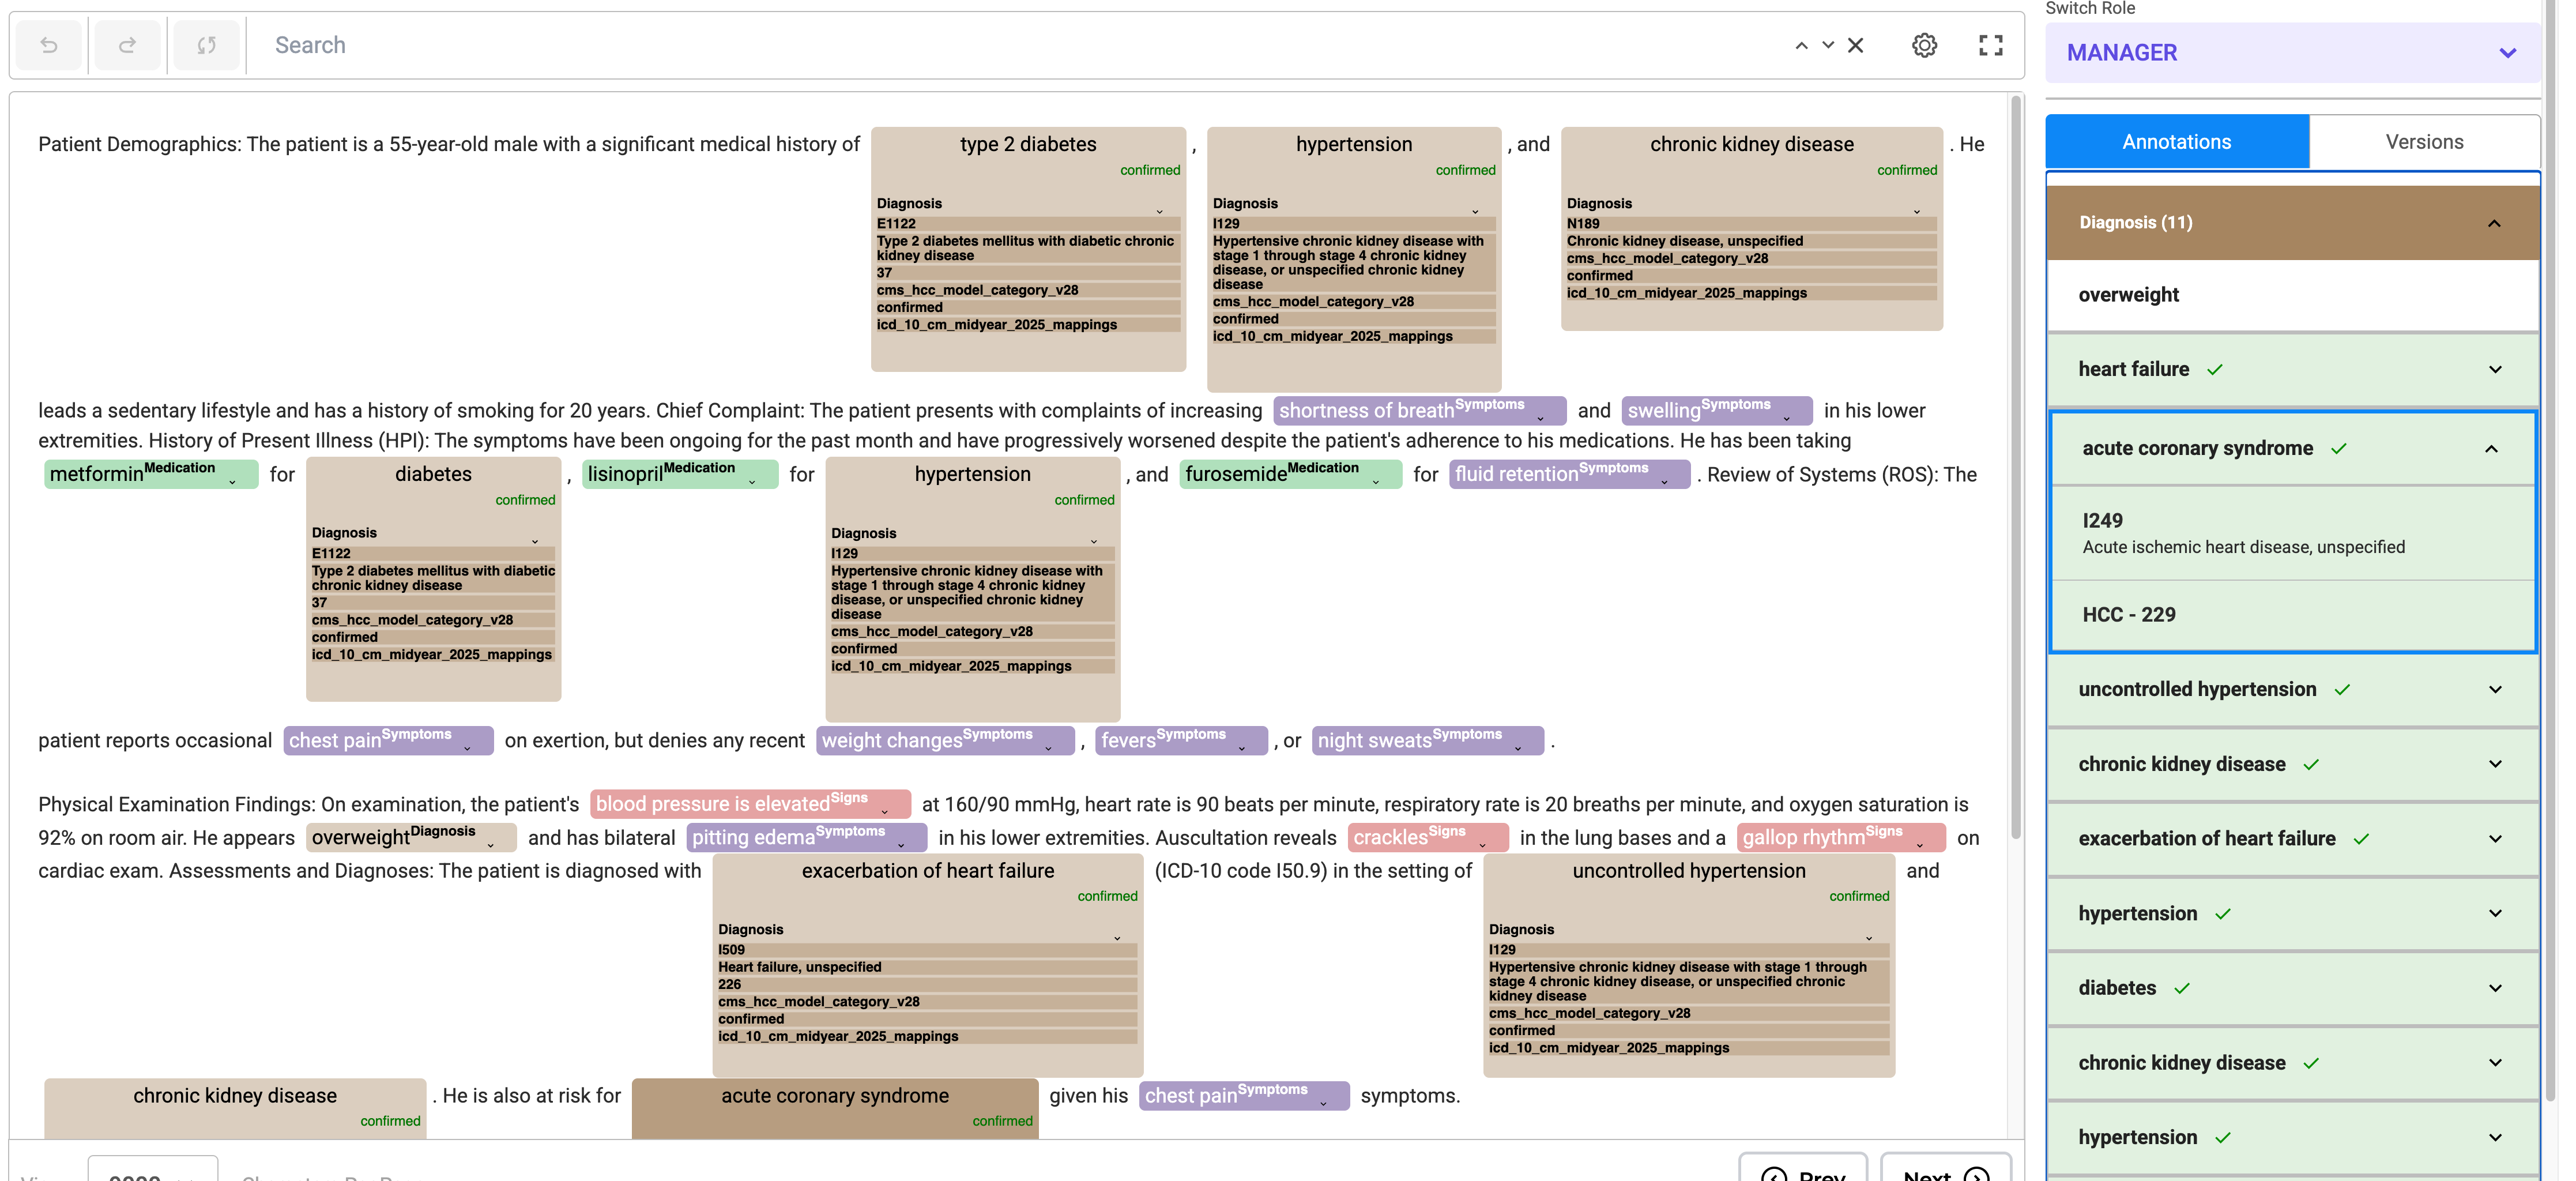 Search
Switch Role
MANAGER
Annotations
Versions
Patient Demographics: The patient is a 55-year-old male with a significant medical history of type 2 diabetes , hypertension , and chronic kidney disease . He
confirmed
confirmed
confirmed
Diagnosis
E1122
Type 2 diabetes mellitus with diabetic chronic
kidney disease
37
cms_hcc_model_category_v28
confirmed
icd_10_cm_midyear_2025_mappings
Diagnosis
I129
Hypertensive chronic kidney disease with
stage 1 through stage 4 chronic kidney
disease, or unspecified chronic kidney
disease
cms_hcc_model_category_v28
confirmed
icd_10_cm_midyear_2025_mappings
Diagnosis
N189
Chronic kidney disease, unspecified
cms_hcc_model_category_v28
confirmed
icd_10_cm_midyear_2025_mappings
leads a sedentary lifestyle and has a history of smoking for 20 years. Chief Complaint: The patient presents with complaints of increasing shortness of breath Symptoms and swelling Symptoms in his lower
extremities. History of Present Illness (HPI): The symptoms have been ongoing for the past month and have progressively worsened despite the patient's adherence to his medications. He has been taking
metformin Medication for diabetes , lisinopril Medication for hypertension , and furosemide Medication for fluid retention Symptoms . Review of Systems (ROS): The
confirmed
confirmed
Diagnosis
E1122
Type 2 diabetes mellitus with diabetic
chronic kidney disease
37
cms_hcc_model_category_v28
confirmed
icd_10_cm_midyear_2025_mappings
Diagnosis
I129
Hypertensive chronic kidney disease with
stage 1 through stage 4 chronic kidney
disease, or unspecified chronic kidney
disease
cms_hcc_model_category_v28
confirmed
icd_10_cm_midyear_2025_mappings
patient reports occasional chest pain Symptoms on exertion, but denies any recent weight changes Symptoms , fevers Symptoms , or night sweats Symptoms .
Physical Examination Findings: On examination, the patient's blood pressure is elevated Signs at 160/90 mmHg, heart rate is 90 beats per minute, respiratory rate is 20 breaths per minute, and oxygen saturation is
92% on room air. He appears overweight Diagnosis and has bilateral pitting edema Symptoms in his lower extremities. Auscultation reveals crackles Signs in the lung bases and a gallop rhythm Signs on
cardiac exam. Assessments and Diagnoses: The patient is diagnosed with exacerbation of heart failure (ICD-10 code I50.9) in the setting of uncontrolled hypertension and
confirmed
confirmed
Diagnosis
I509
Heart failure, unspecified
226
cms_hcc_model_category_v28
confirmed
icd_10_cm_midyear_2025_mappings
Diagnosis
I129
Hypertensive chronic kidney disease with stage 1 through
stage 4 chronic kidney disease, or unspecified chronic
kidney disease
cms_hcc_model_category_v28
confirmed
icd_10_cm_midyear_2025_mappings
chronic kidney disease . He is also at risk for acute coronary syndrome given his chest pain Symptoms symptoms.
confirmed
confirmed
Prev
Next
Diagnosis (11)
overweight
heart failure
acute coronary syndrome
I249
Acute ischemic heart disease, unspecified
HCC - 229
uncontrolled hypertension
chronic kidney disease
exacerbation of heart failure
hypertension
diabetes
chronic kidney disease
hypertension